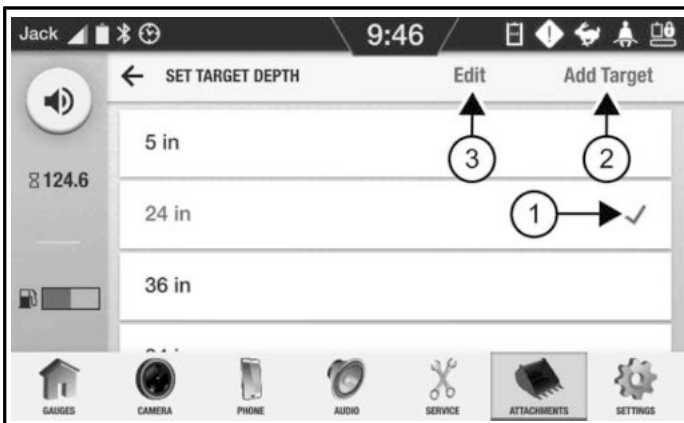 Jack 9:46
SET TARGET DEPTH Edit Add Target
5 in
3 2
124.6
24 in 1
36 in
GAUGES CAMERA PHONE AUDIO SERVICE ATTACHMENTS SETTINGS